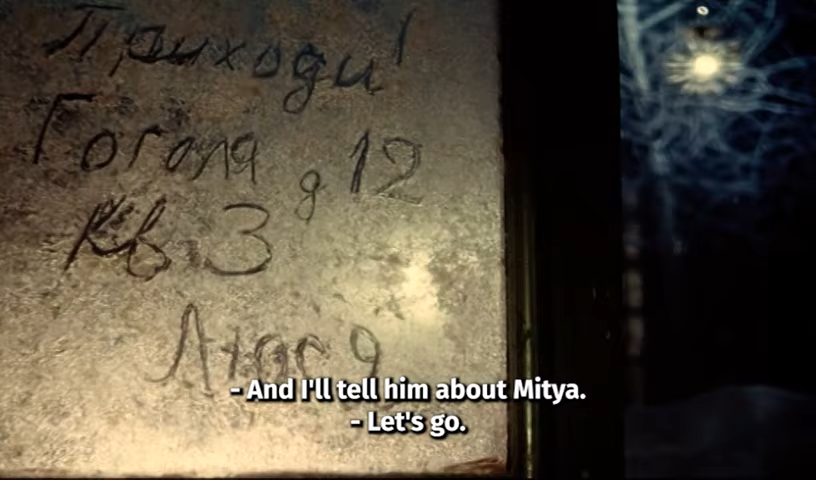 Приходи!
Гоголя д 12
Кв 3
Люся
- And I'll tell him about Mitya.
- Let's go.